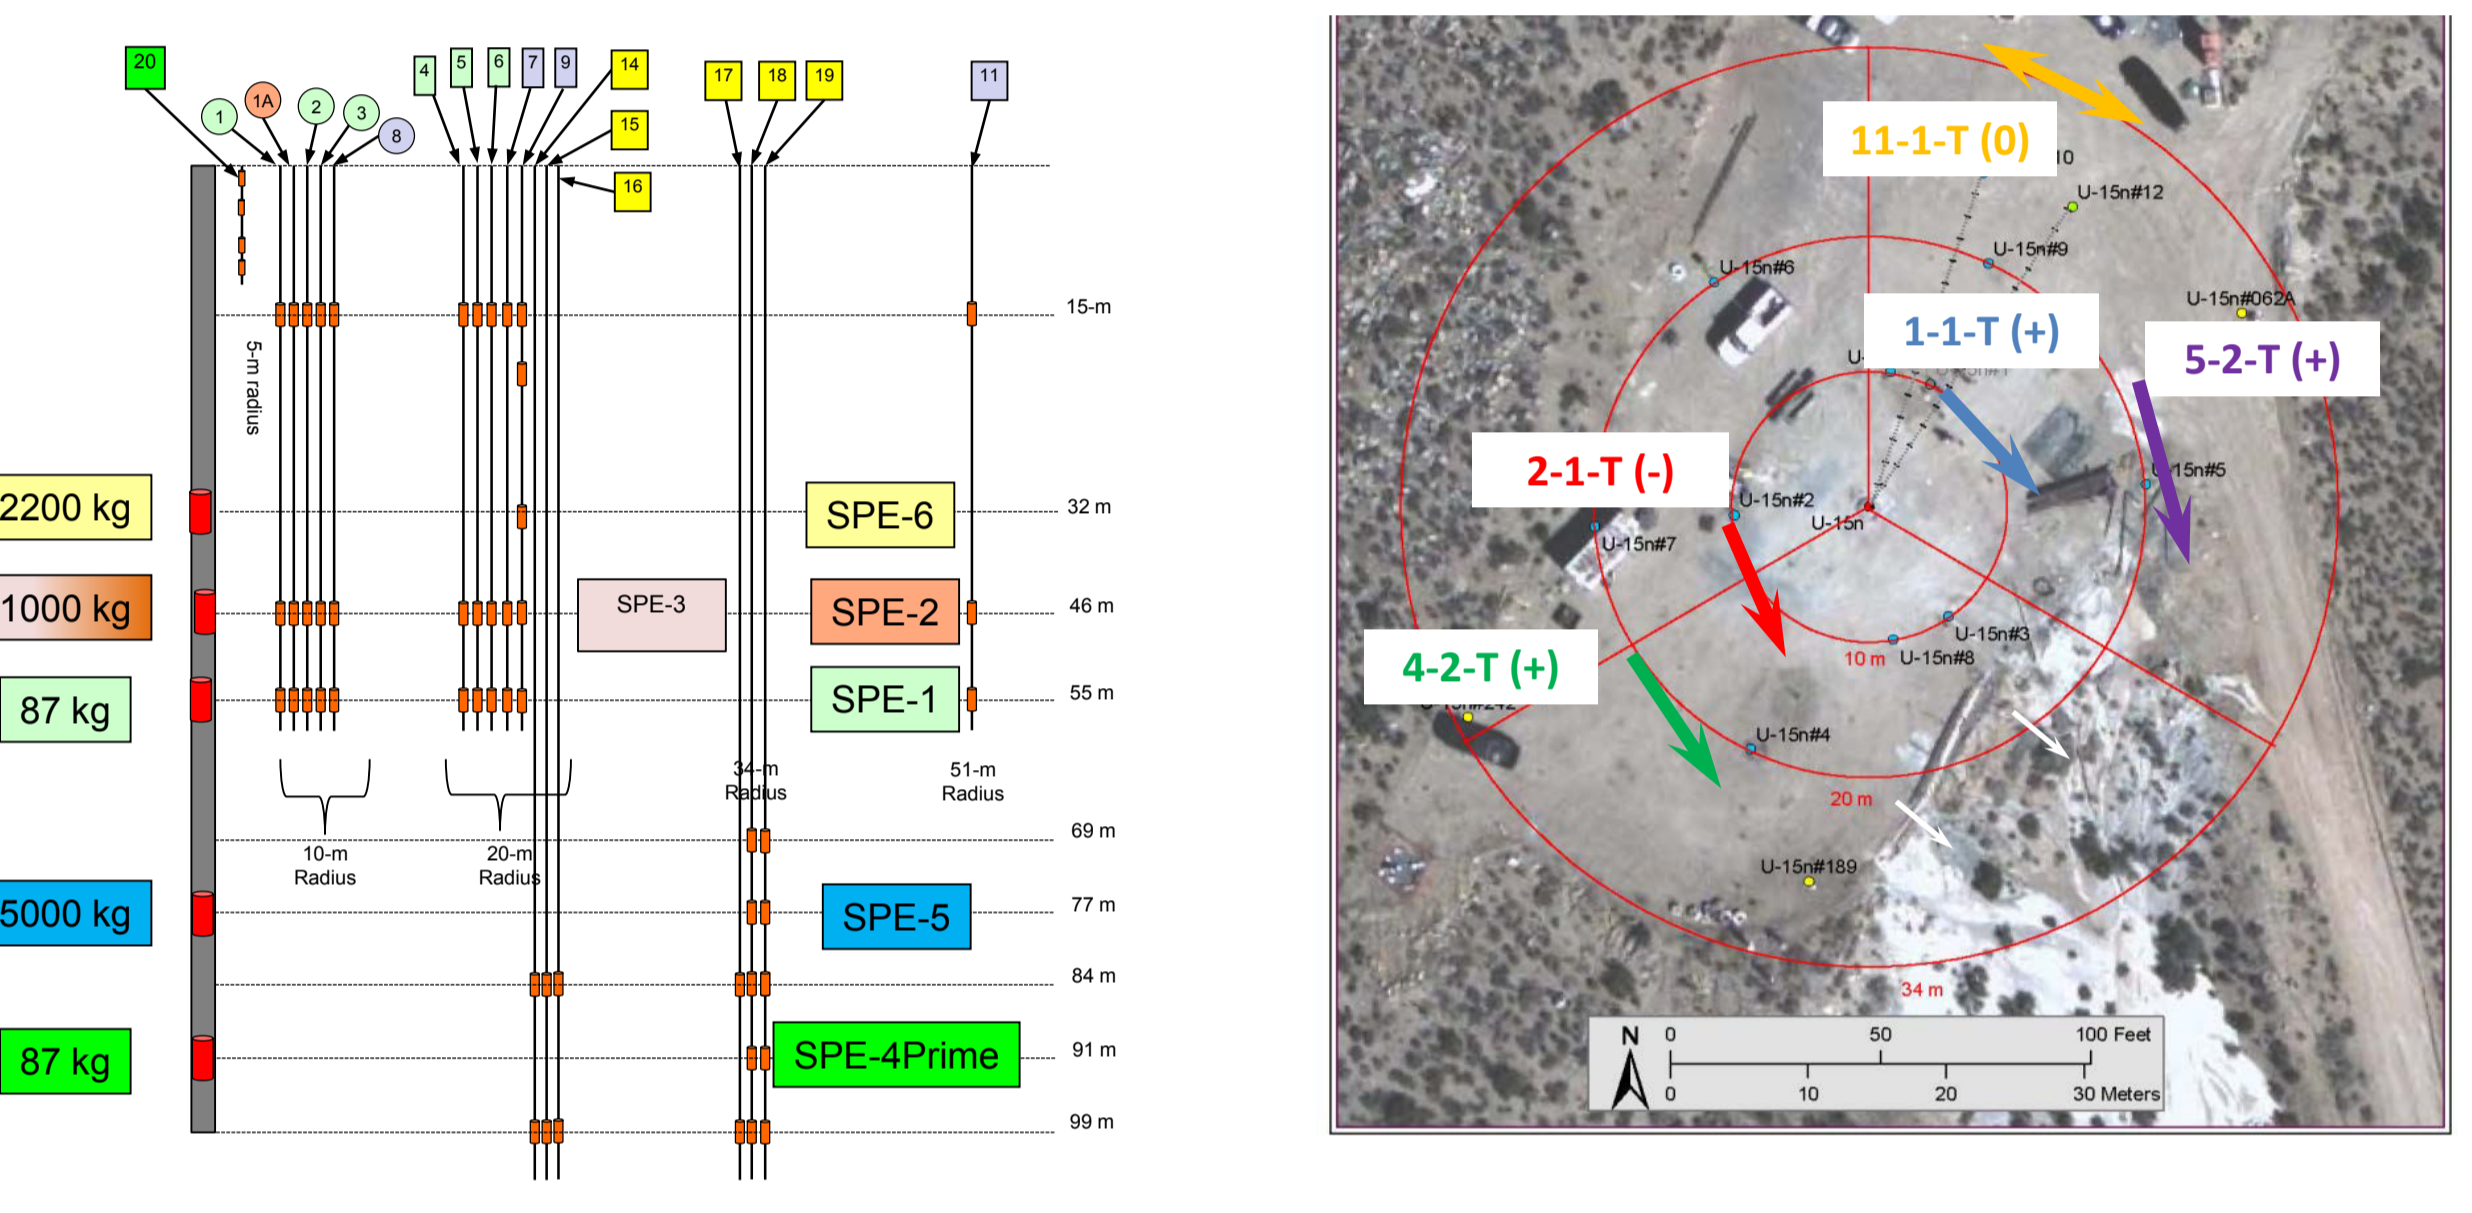 20
1
1A
2
3
8
4
5
6
7
9
14
15
16
17
18
19
11
15-m
5-m radius
2200 kg
SPE-6
32 m
1000 kg
SPE-3
SPE-2
46 m
87 kg
SPE-1
55 m
34-m
Radius
51-m
Radius
69 m
10-m
Radius
20-m
Radius
5000 kg
SPE-5
77 m
84 m
87 kg
SPE-4Prime
91 m
99 m
11-1-T (0)
10
U-15n#12
U-15n#9
U-15n#6
U-15n#062A
1-1-T (+)
5-2-T (+)
2-1-T (-)
U-15n#5
U-15n#2
U-15n
U-15n#7
U-15n#3
10 m
U-15n#8
4-2-T (+)
U-15n#4
20 m
U-15n#189
34 m
N
0 50 100 Feet
0 10 20 30 Meters